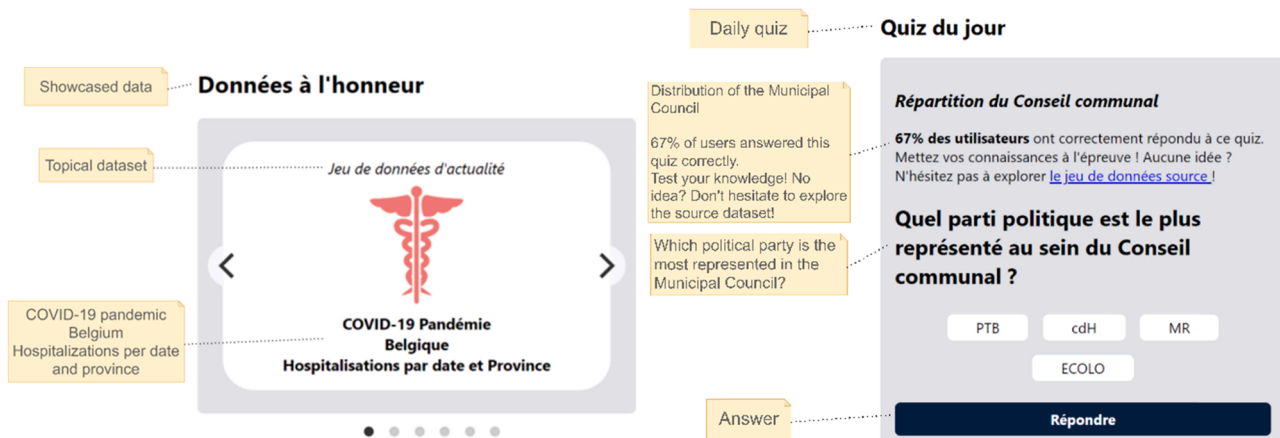 Showcased data
Données à l'honneur
Topical dataset
Jeu de données d'actualité
COVID-19 pandemic
Belgium
Hospitalizations per date
and province
COVID-19 Pandémie
Belgique
Hospitalisations par date et Province
Daily quiz
Quiz du jour
Distribution of the Municipal
Council
67% of users answered this
quiz correctly.
Test your knowledge! No
idea? Don't hesitate to explore
the source dataset!
Répartition du Conseil communal
67% des utilisateurs ont correctement répondu à ce quiz.
Mettez vos connaissances à l'épreuve ! Aucune idée ?
N'hésitez pas à explorer le jeu de données source !
Which political party is the
most represented in the
Municipal Council?
Quel parti politique est le plus
représenté au sein du Conseil
communal ?
PTB cdH MR
ECOLO
Answer
Répondre